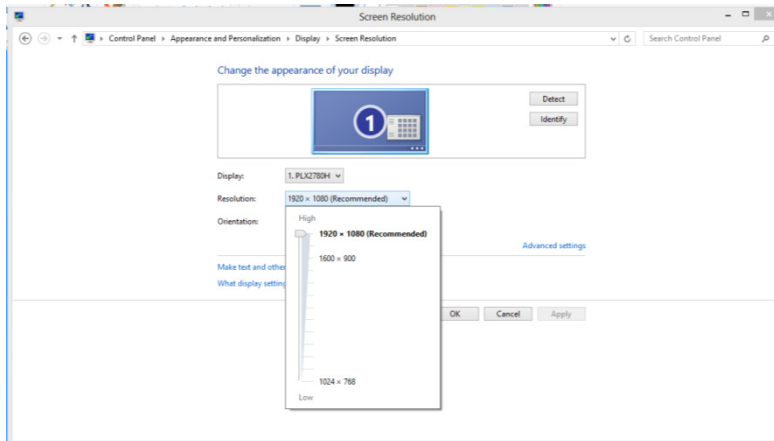 Screen Resolution
Control Panel › Appearance and Personalization › Display › Screen Resolution
Search Control Panel
Change the appearance of your display
1
Detect
Identify
Display: 1. PLX2780H
Resolution: 1920 × 1080 (Recommended)
Orientation:
High
1920 × 1080 (Recommended)
1600 × 900
1024 × 768
Low
Advanced settings
Make text and other
What display setting
OK Cancel Apply